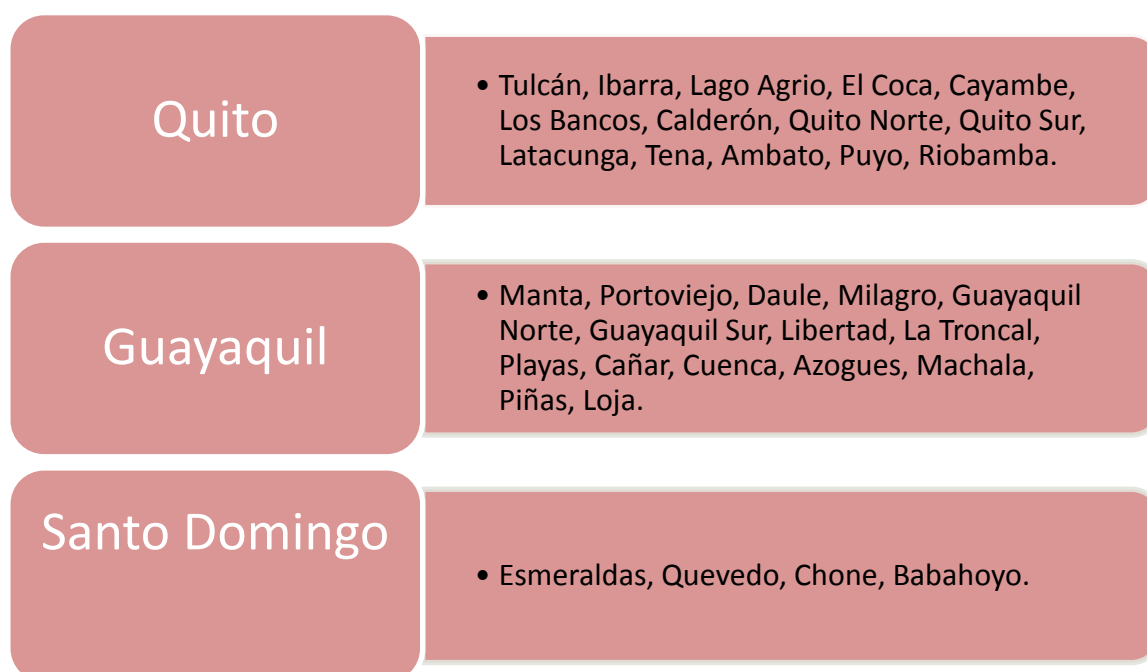 Quito
• Tulcán, Ibarra, Lago Agrio, El Coca, Cayambe,
Los Bancos, Calderón, Quito Norte, Quito Sur,
Latacunga, Tena, Ambato, Puyo, Riobamba.
Guayaquil
• Manta, Portoviejo, Daule, Milagro, Guayaquil
Norte, Guayaquil Sur, Libertad, La Troncal,
Playas, Cañar, Cuenca, Azogues, Machala,
Piñas, Loja.
Santo Domingo
• Esmeraldas, Quevedo, Chone, Babahoyo.